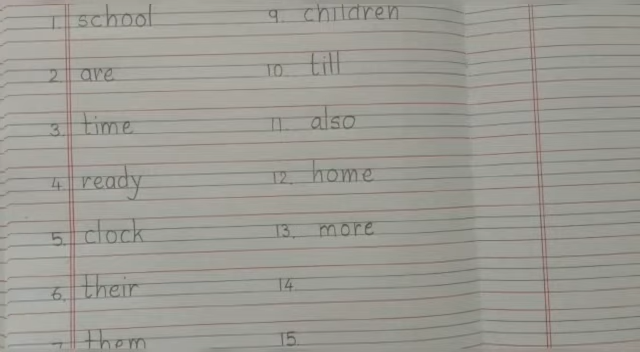 1. school
2. are
3. time
4. ready
5. clock
6. their
7. them
9. children
10. till
11. also
12. home
13. more
14.
15.